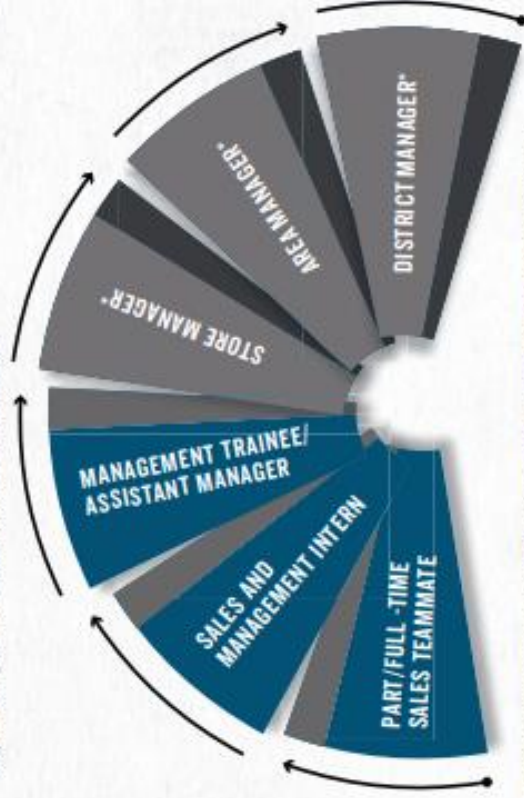 PART/FULL -TIME
SALES TEAMMATE
SALES AND
MANAGEMENT INTERN
MANAGEMENT TRAINEE/
ASSISTANT MANAGER
STORE MANAGER*
AREA MANAGER*
DISTRICT MANAGER*